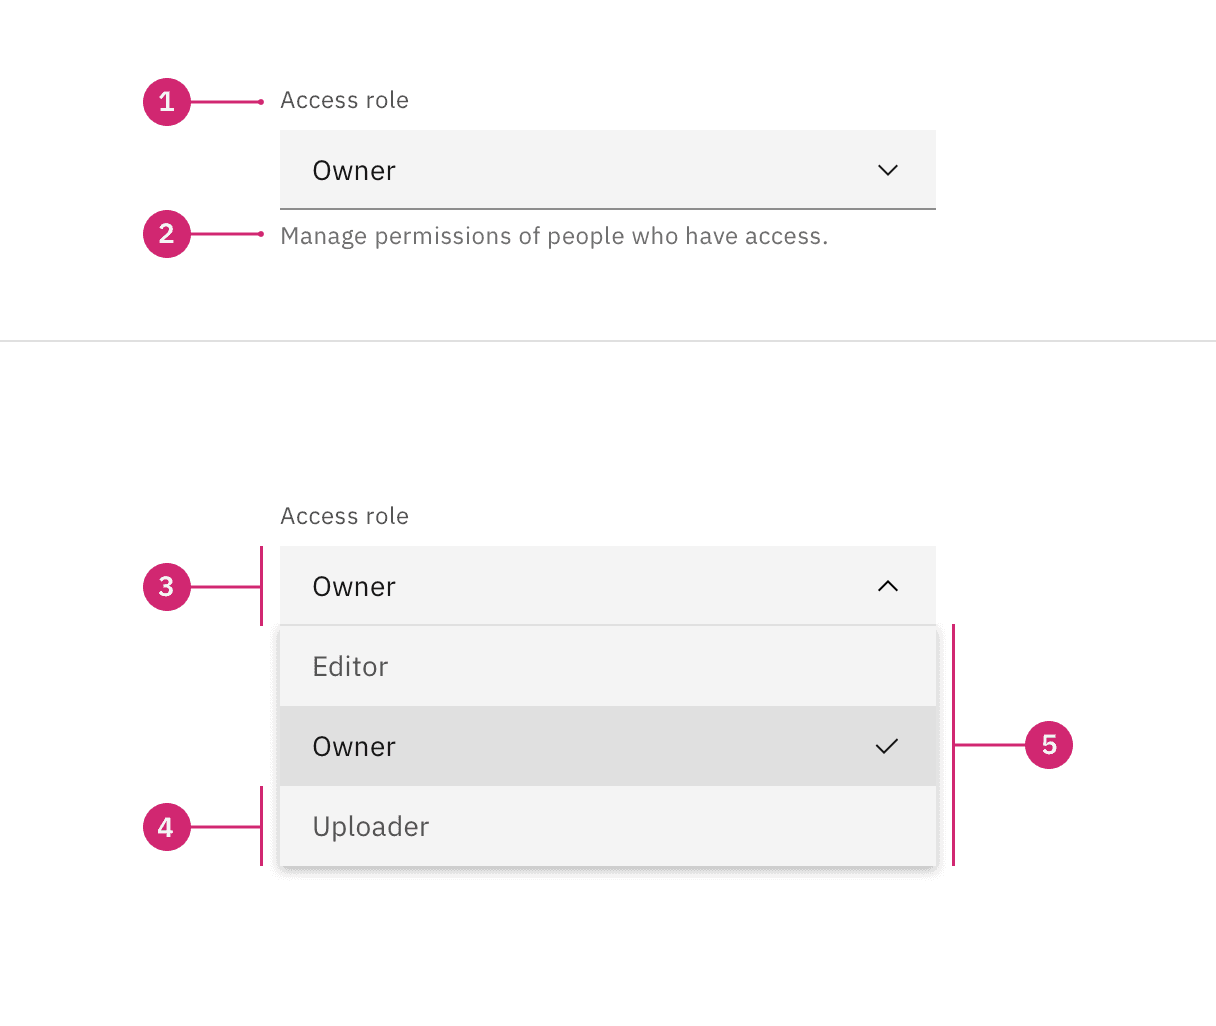 1 Access role
Owner
2 Manage permissions of people who have access.
Access role
3 Owner
Editor
Owner
5
4 Uploader